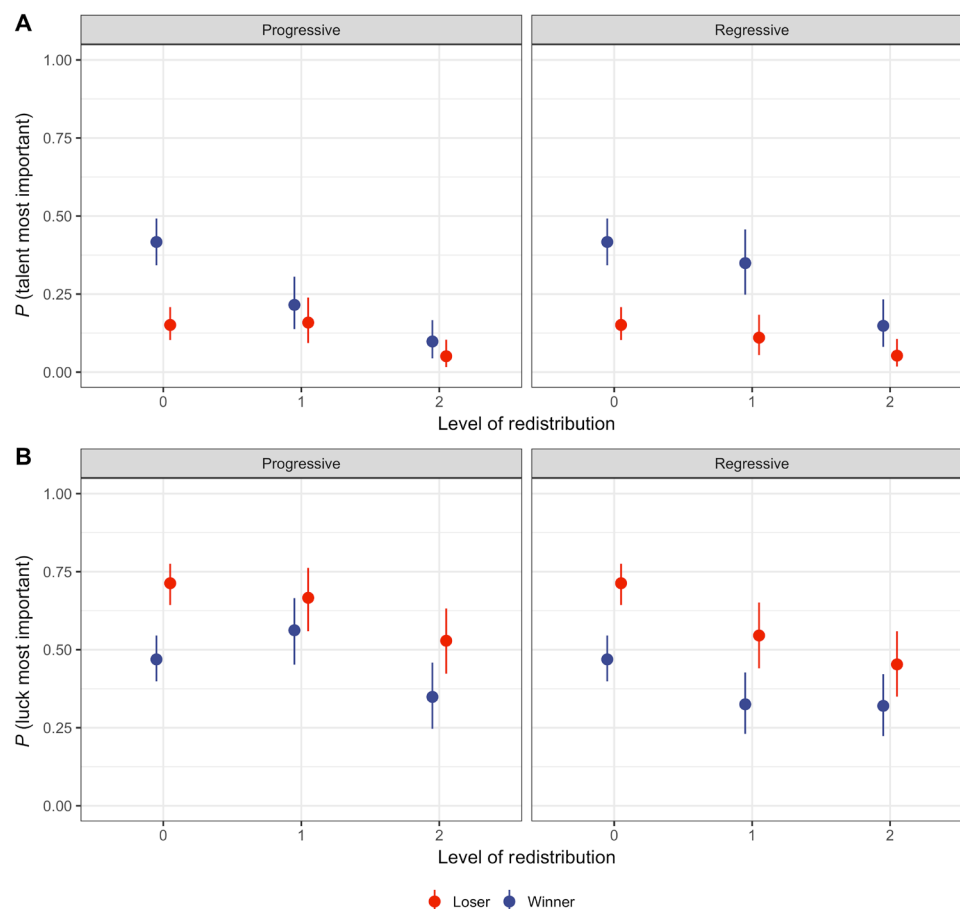 A
Progressive
Regressive
P (talent most important)
1.00
0.75
0.50
0.25
0.00
0 1 2
0 1 2
Level of redistribution
B
Progressive
Regressive
P (luck most important)
1.00
0.75
0.50
0.25
0.00
0 1 2
0 1 2
Level of redistribution
Loser Winner